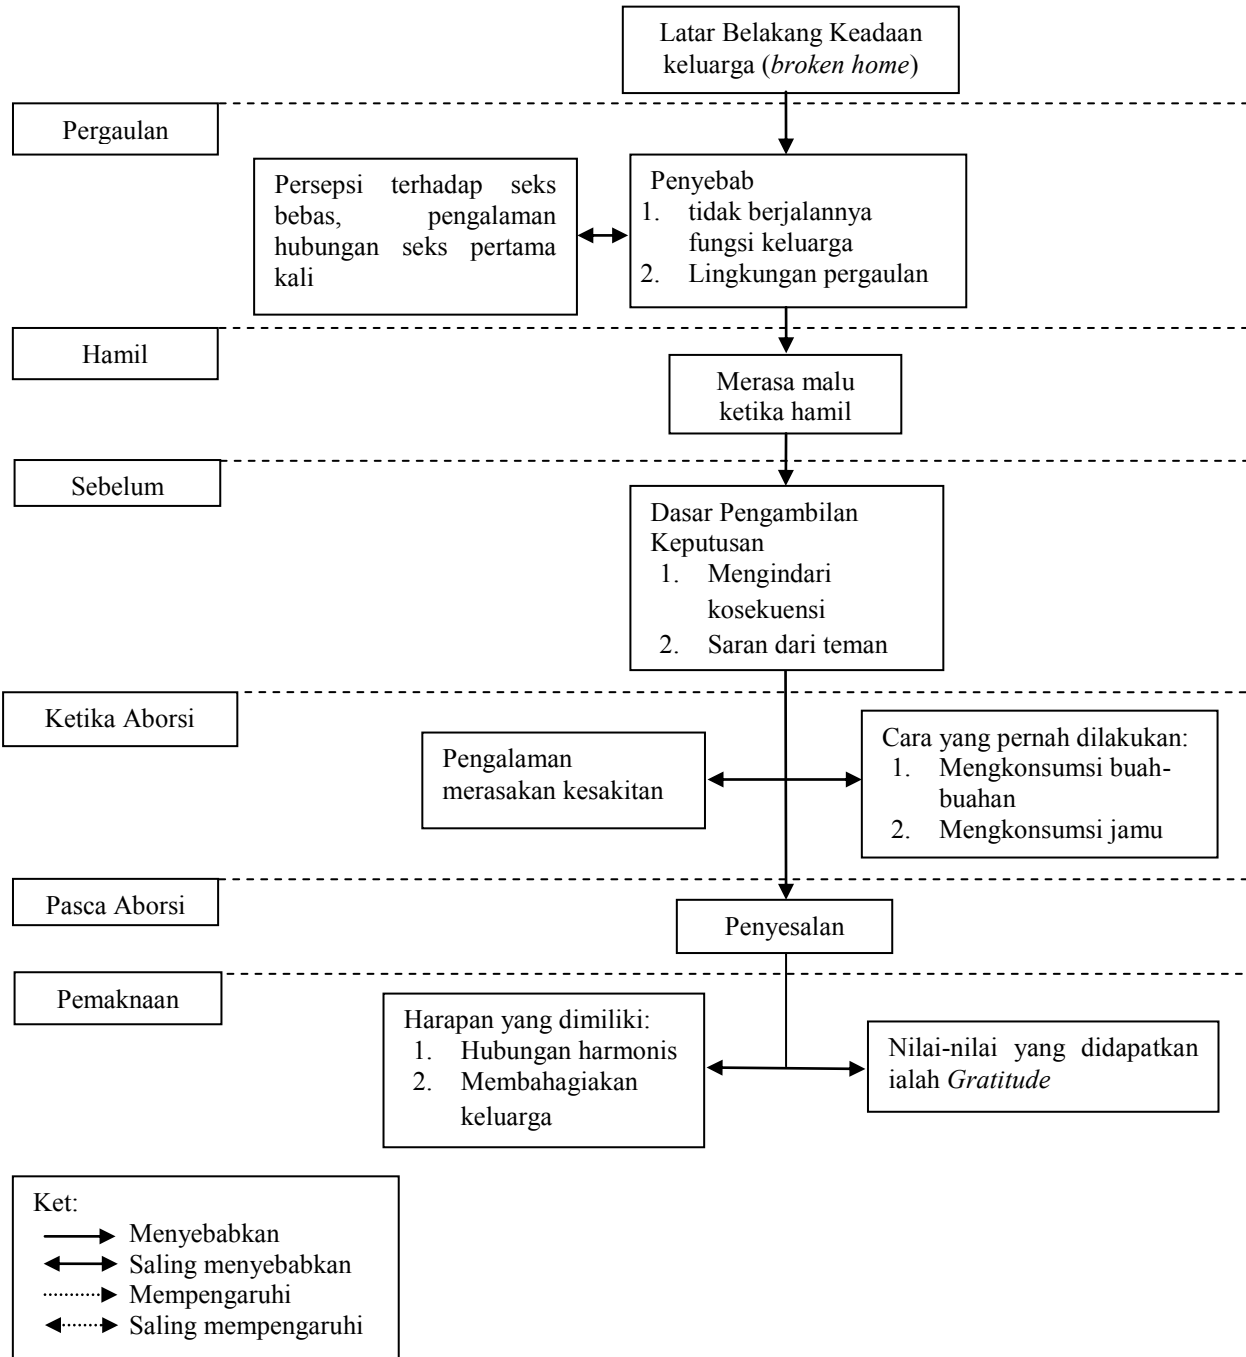 Latar Belakang Keadaan
keluarga (broken home)
Pergaulan
Persepsi terhadap seks
bebas, pengalaman
hubungan seks pertama
kali
Penyebab
1. tidak berjalannya
fungsi keluarga
2. Lingkungan pergaulan
Hamil
Merasa malu
ketika hamil
Sebelum
Dasar Pengambilan
Keputusan
1. Mengindari
kosekuensi
2. Saran dari teman
Ketika Aborsi
Pengalaman
merasakan kesakitan
Cara yang pernah dilakukan:
1. Mengkonsumsi buah-
buahan
2. Mengkonsumsi jamu
Pasca Aborsi
Penyesalan
Pemaknaan
Harapan yang dimiliki:
1. Hubungan harmonis
2. Membahagiakan
keluarga
Nilai-nilai yang didapatkan
ialah Gratitude
Ket:
Menyebabkan
Saling menyebabkan
Mempengaruhi
Saling mempengaruhi